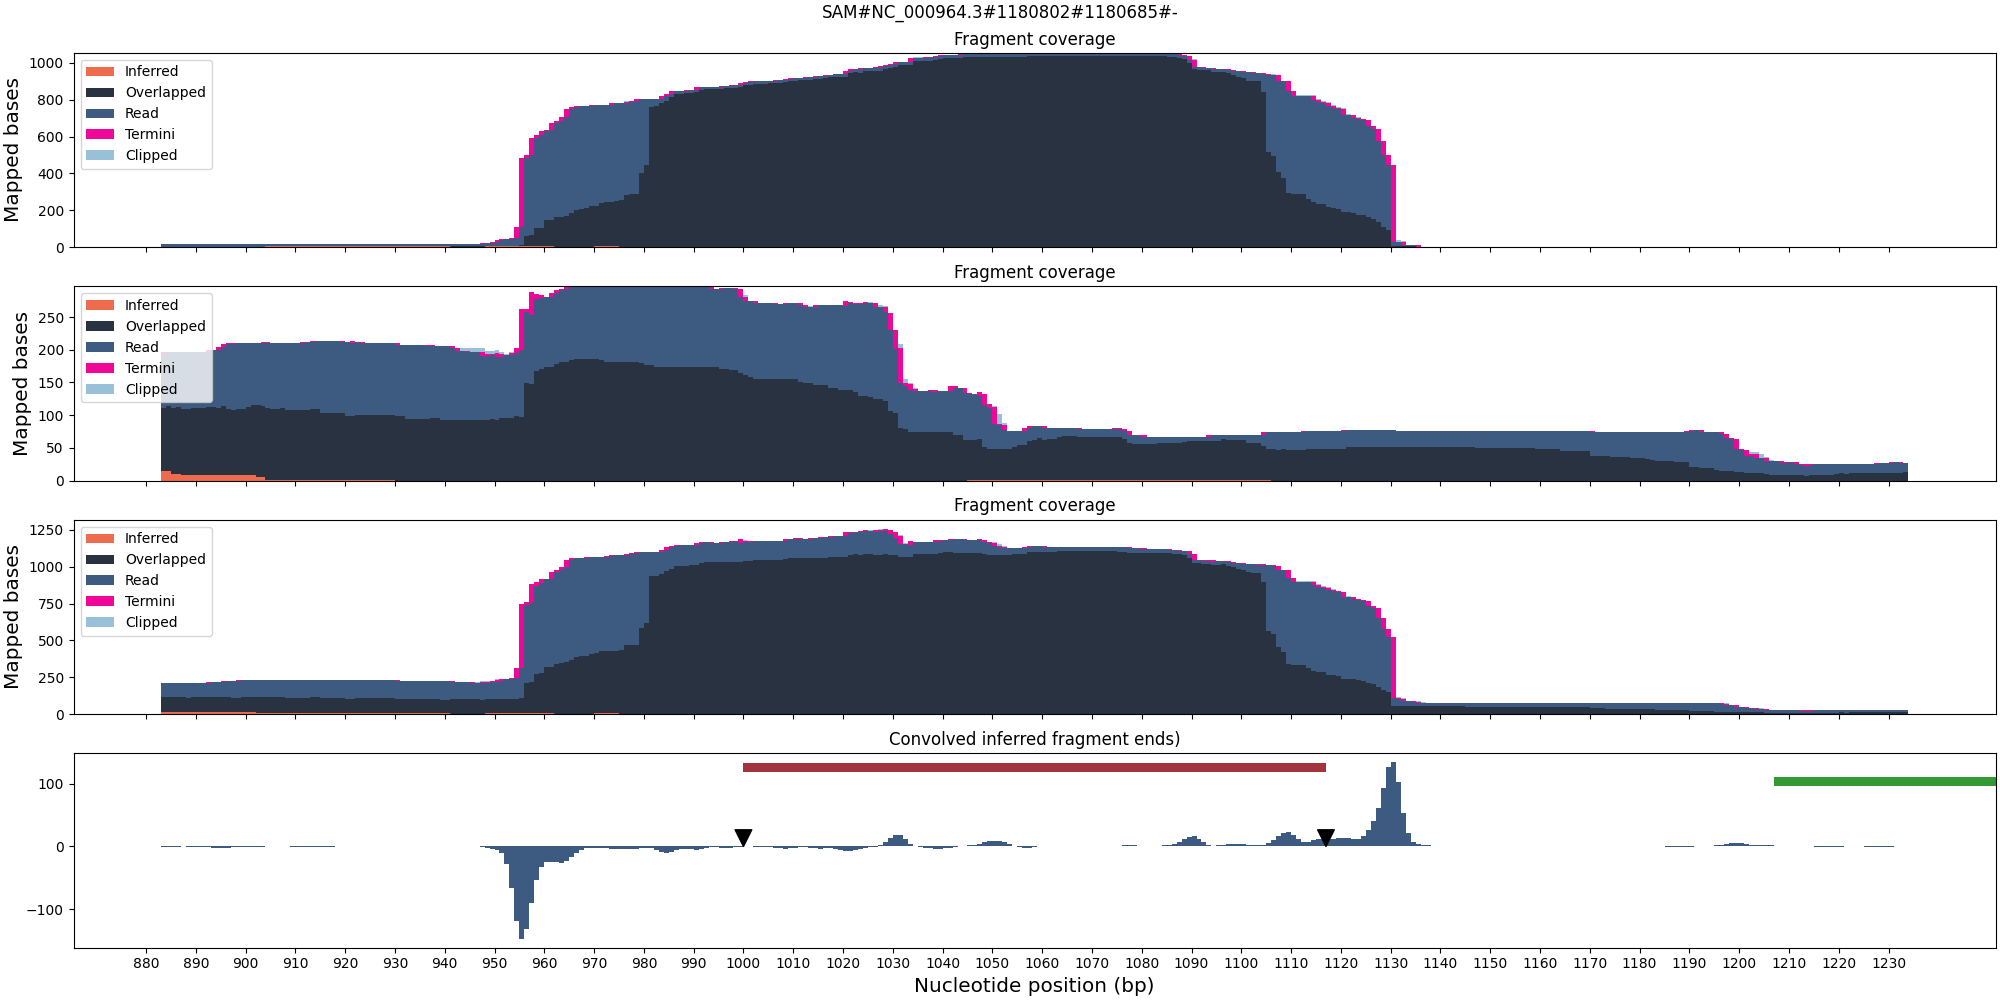 SAM#NC_000964.3#1180802#1180685#-
Fragment coverage
Mapped bases
1000
800
600
400
200
0
Inferred
Overlapped
Read
Termini
Clipped
Fragment coverage
Mapped bases
250
200
150
100
50
0
Inferred
Overlapped
Read
Termini
Clipped
Fragment coverage
Mapped bases
1250
1000
750
500
250
0
Inferred
Overlapped
Read
Termini
Clipped
Convolved inferred fragment ends)
100
0
−100
880 890 900 910 920 930 940 950 960 970 980 990 1000 1010 1020 1030 1040 1050 1060 1070 1080 1090 1100 1110 1120 1130 1140 1150 1160 1170 1180 1190 1200 1210 1220 1230
Nucleotide position (bp)